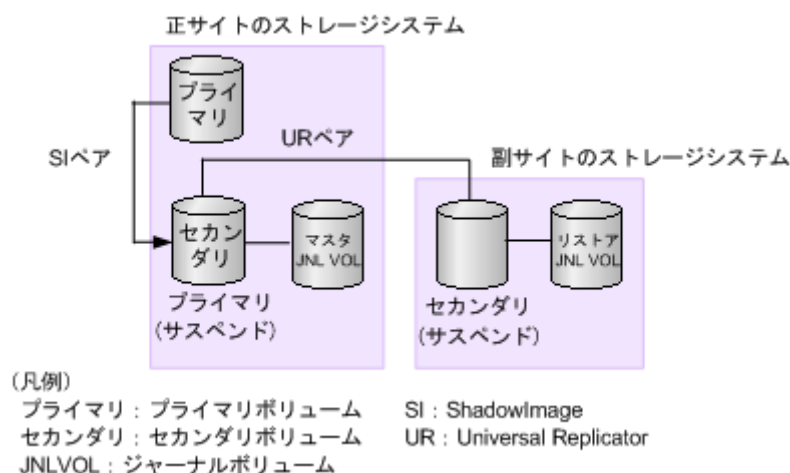 正サイトのストレージシステム
プライ
マリ
SIペア
URペア
副サイトのストレージシステム
セカン
ダリ
マスタ
JNL VOL
リストア
JNL VOL
プライマリ
(サスペンド)
セカンダリ
(サスペンド)
(凡例)
プライマリ：プライマリボリューム
SI：ShadowImage
セカンダリ：セカンダリボリューム
UR：Universal Replicator
JNLVOL：ジャーナルボリューム